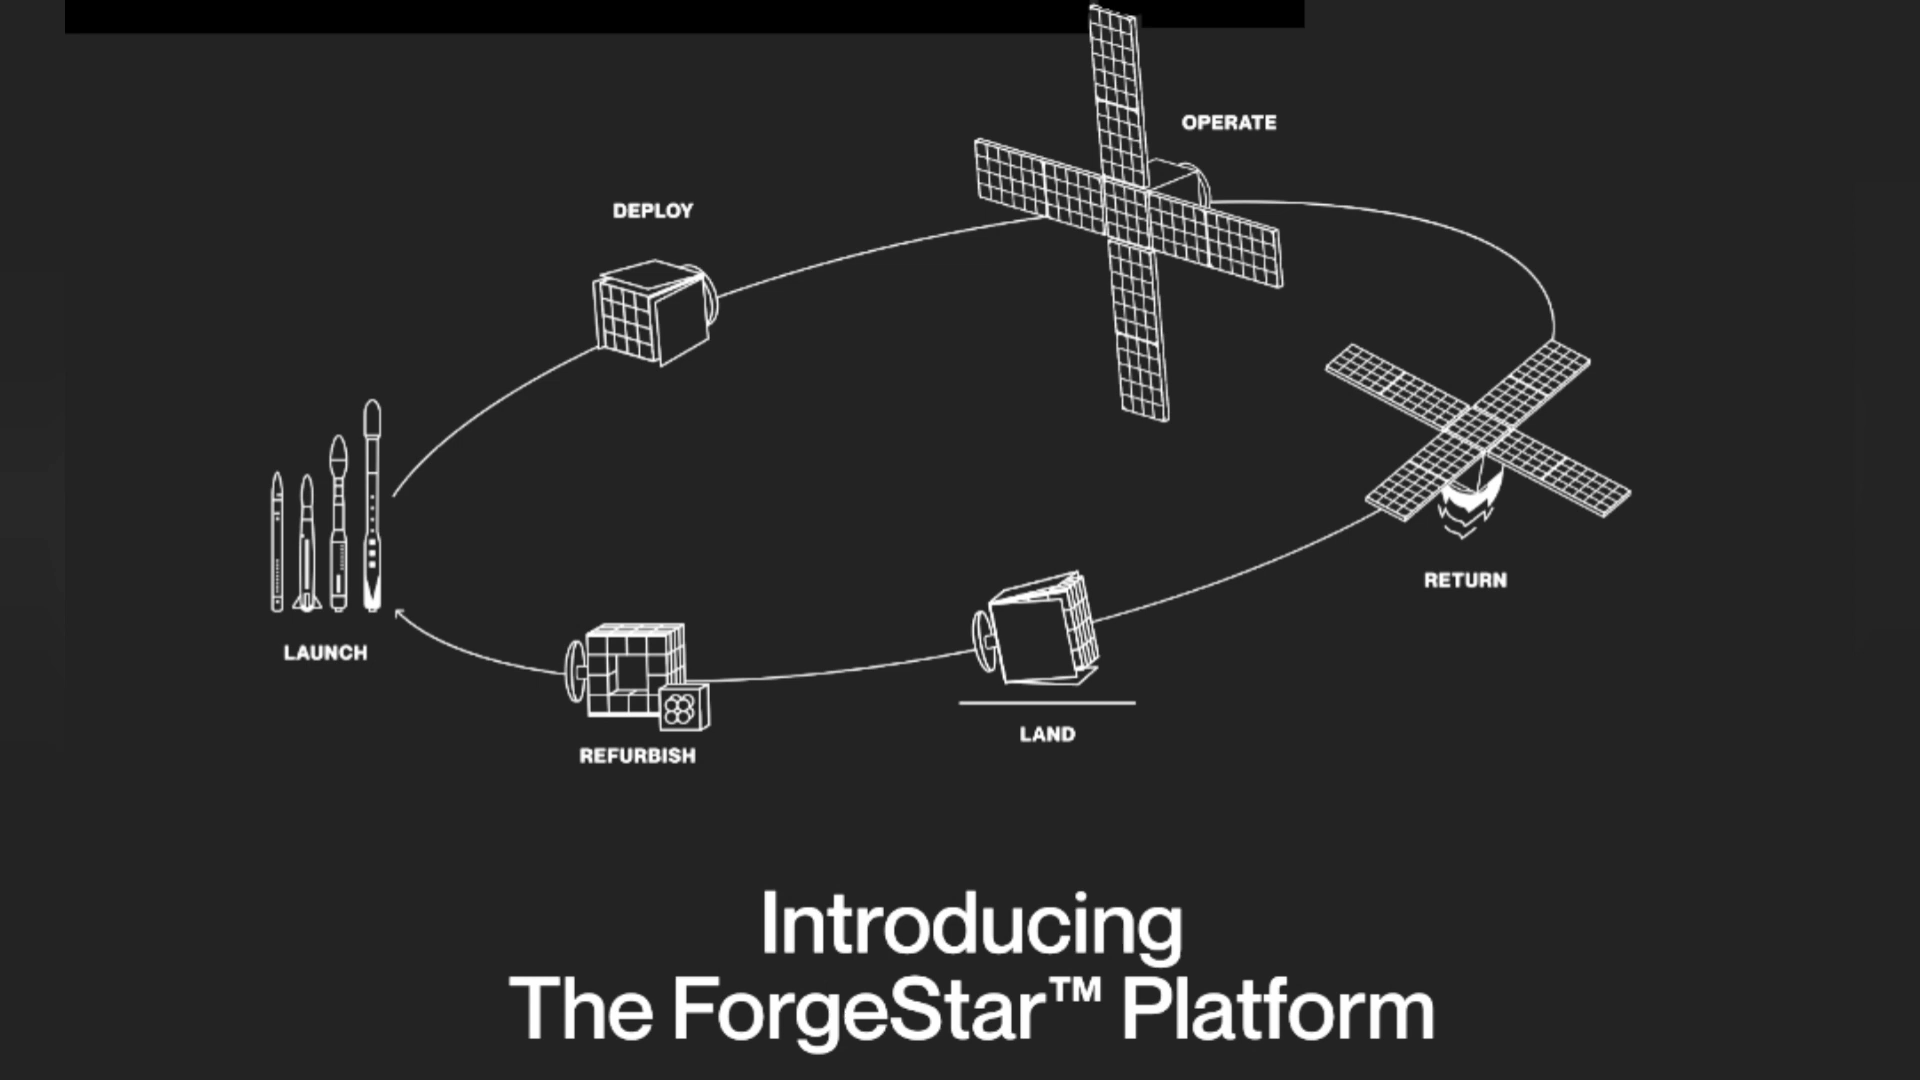 OPERATE
DEPLOY
RETURN
LAUNCH
LAND
REFURBISH
Introducing
The ForgeStar™ Platform